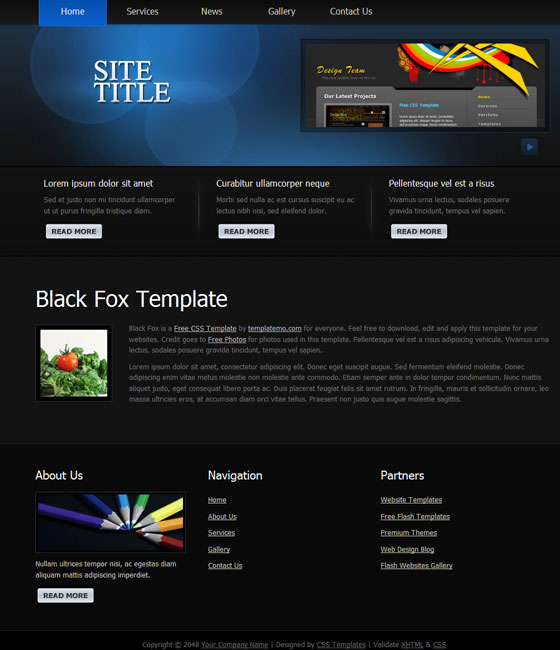 Home Services News Gallery Contact Us
SITE
TITLE
Design Team
Our Latest Projects
Free CSS Template
Home
Services
Portfolio
Templates
Lorem ipsum dolor sit amet
Sed et justo non mi tincidunt ullamcorper
ut ut purus fringilla tristique diam.
READ MORE
Curabitur ullamcorper neque
Morbi sed nulla ac est cursus suscipit eu ac
lectus nibh nisi, sed eleifend dolor.
READ MORE
Pellentesque vel est a risus
Vivamus urna lectus, sodales posuere
gravida tincidunt, tempus vel sapien.
READ MORE
Black Fox Template
Black Fox is a Free CSS Template by templatemo.com for everyone. Feel free to download, edit and apply this template for your
websites. Credit goes to Free Photos for photos used in this template. Pellentesque vel est a risus adipiscing vehicula. Vivamus urna
lectus, sodales posuere gravida tincidunt, tempus vel sapien.
Lorem ipsum dolor sit amet, consectetur adipiscing elit. Donec eget suscipit augue. Sed fermentum eleifend molestie. Donec
adipiscing enim vitae metus molestie non molestie ante commodo. Etiam semper ante in dolor tempor condimentum. Nunc mattis
aliquet justo, eget consequat libero porta ac. Duis placerat feugiat felis sit amet rutrum. In fringilla, mauris et sollicitudin ornare, leo
massa ultricies eros, at accumsan diam orci vitae tellus. Praesent non justo quis augue molestie sagittis.
About Us
Nullam ultrices tempor nisi, ac egestas diam
aliquam mattis adipiscing imperdiet.
READ MORE
Navigation
Home
About Us
Services
Gallery
Contact Us
Partners
Website Templates
Free Flash Templates
Premium Themes
Web Design Blog
Flash Websites Gallery
Copyright © 2048 Your Company Name | Designed by CSS Templates | Validate XHTML & CSS